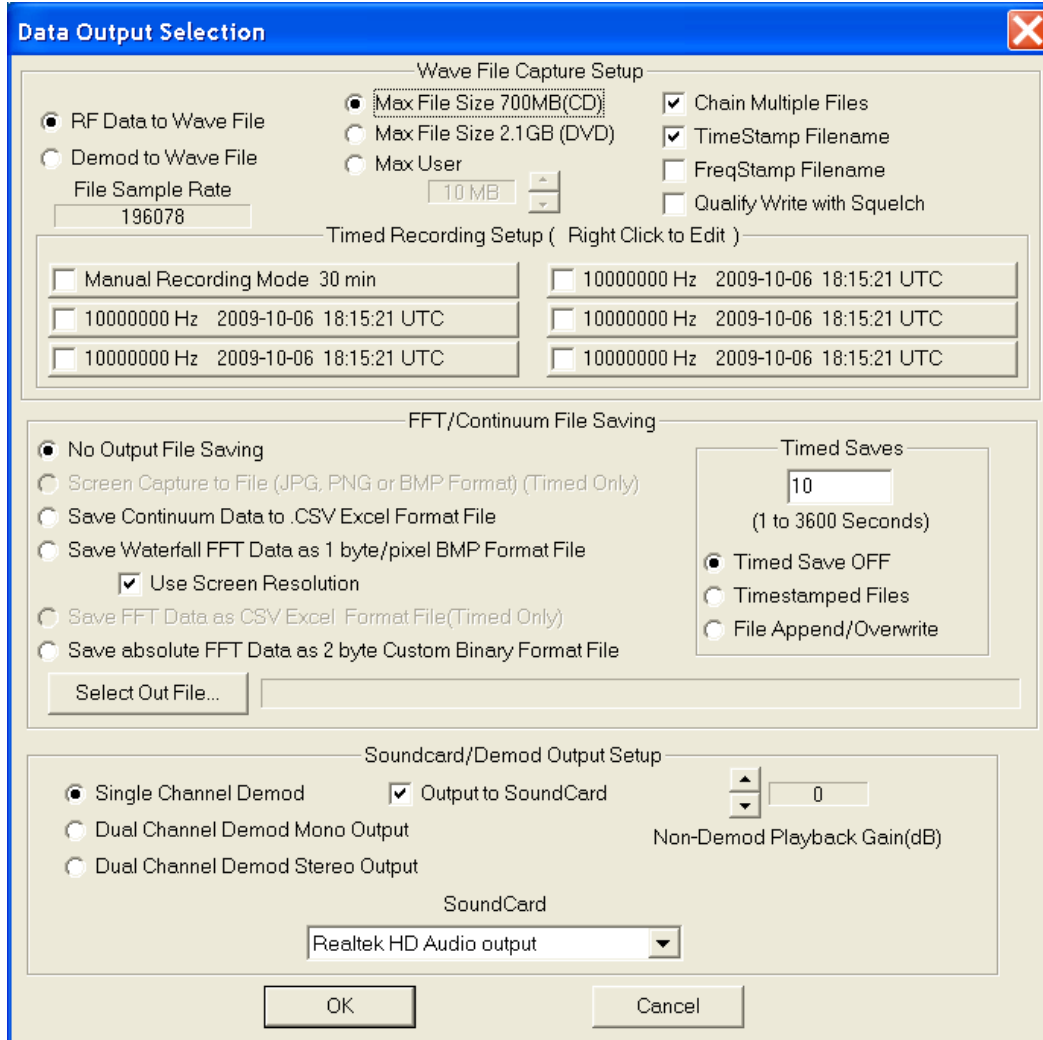 Data Output Selection
Wave File Capture Setup
RF Data to Wave File
Demod to Wave File
File Sample Rate
196078
Max File Size 700MB(CD)
Max File Size 2.1GB (DVD)
Max User
10 MB
Chain Multiple Files
TimeStamp Filename
FreqStamp Filename
Qualify Write with Squelch
Timed Recording Setup ( Right Click to Edit )
Manual Recording Mode 30 min
10000000 Hz 2009-10-06 18:15:21 UTC
10000000 Hz 2009-10-06 18:15:21 UTC
10000000 Hz 2009-10-06 18:15:21 UTC
10000000 Hz 2009-10-06 18:15:21 UTC
10000000 Hz 2009-10-06 18:15:21 UTC
FFT/Continuum File Saving
No Output File Saving
Screen Capture to File (JPG, PNG or BMP Format) (Timed Only)
Save Continuum Data to .CSV Excel Format File
Save Waterfall FFT Data as 1 byte/pixel BMP Format File
Use Screen Resolution
Save FFT Data as CSV Excel Format File(Timed Only)
Save absolute FFT Data as 2 byte Custom Binary Format File
Select Out File...
Timed Saves
10
(1 to 3600 Seconds)
Timed Save OFF
Timestamped Files
File Append/Overwrite
Soundcard/Demod Output Setup
Single Channel Demod
Dual Channel Demod Mono Output
Dual Channel Demod Stereo Output
Output to SoundCard
0
Non-Demod Playback Gain(dB)
SoundCard
Realtek HD Audio output
OK
Cancel